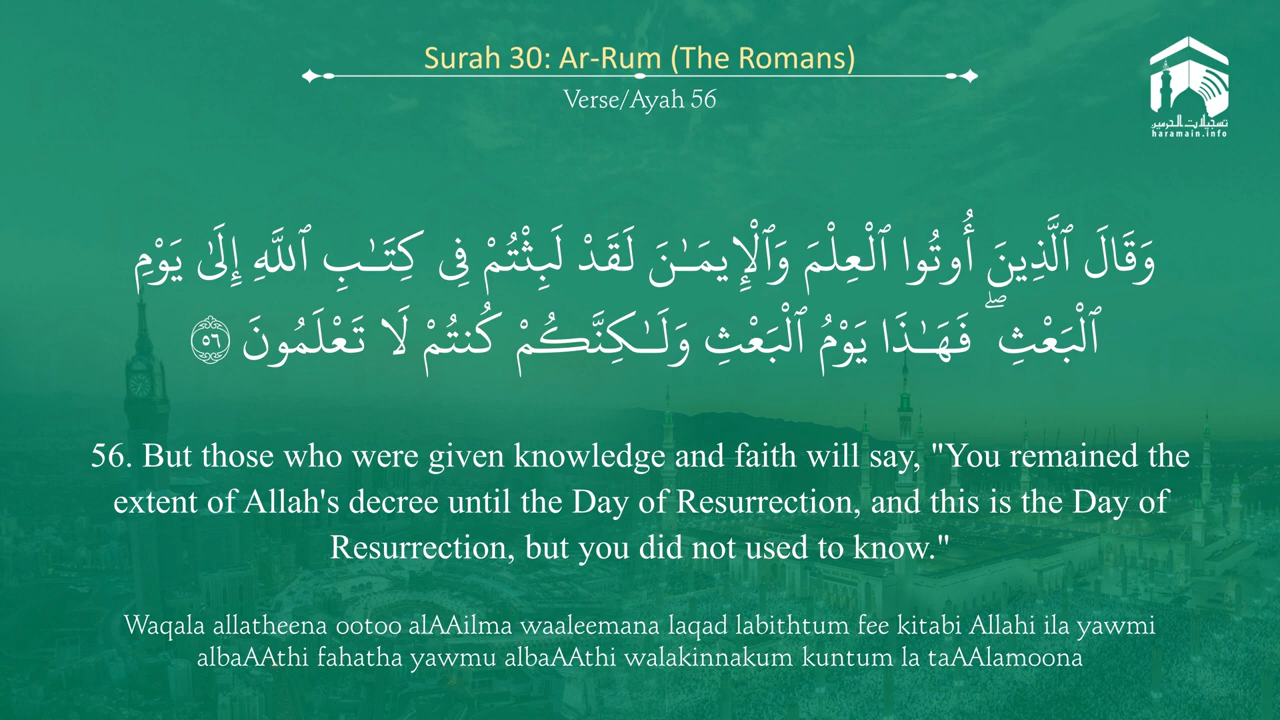 Surah 30: Ar-Rum (The Romans)
Verse/Ayah 56
تسجيلات الحرمين
haramain.info
وَقَالَ ٱلَّذِينَ أُوتُوا ٱلْعِلْمَ وَٱلْإِيمَـٰنَ لَقَدْ لَبِثْتُمْ فِى كِتَـٰبِ ٱللَّهِ إِلَىٰ يَوْمِ
ٱلْبَعْثِ ۖ فَهَـٰذَا يَوْمُ ٱلْبَعْثِ وَلَـٰكِنَّكُمْ كُنتُمْ لَا تَعْلَمُونَ ٥٦
56. But those who were given knowledge and faith will say, "You remained the
extent of Allah's decree until the Day of Resurrection, and this is the Day of
Resurrection, but you did not used to know."
Waqala allatheena ootoo alAAilma waaleemana laqad labithtum fee kitabi Allahi ila yawmi
albaAAthi fahatha yawmu albaAAthi walakinnakum kuntum la taAAlamoona